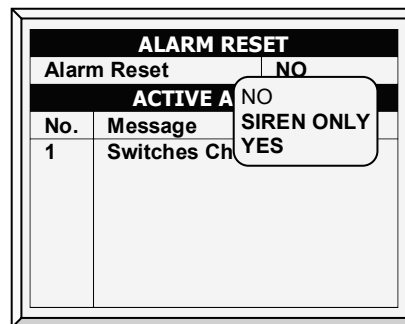 ALARM RESET
Alarm Reset NO
ACTIVE A
NO
SIREN ONLY
YES
No. Message
1 Switches Ch